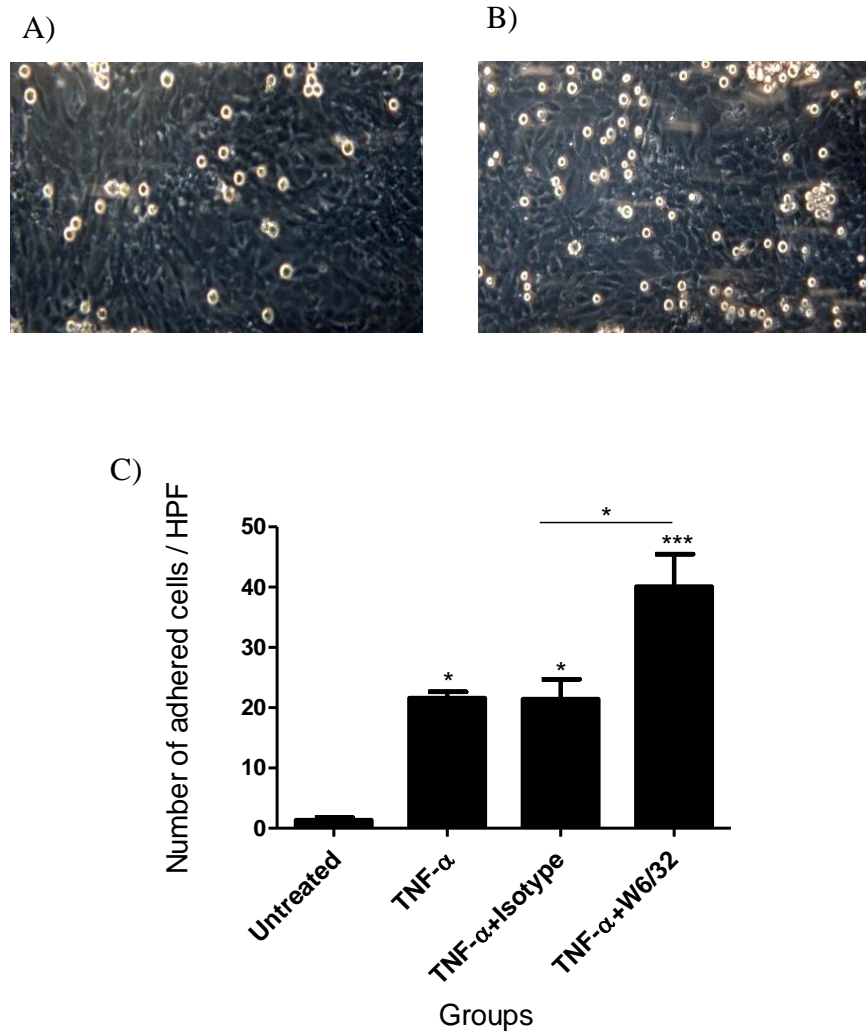 A)
B)
C)
Number of adhered cells / HPF
50
40
30
20
10
0
*
*
*
***
Untreated
TNF-α
TNF-α+Isotype
TNF-α+W6/32
Groups